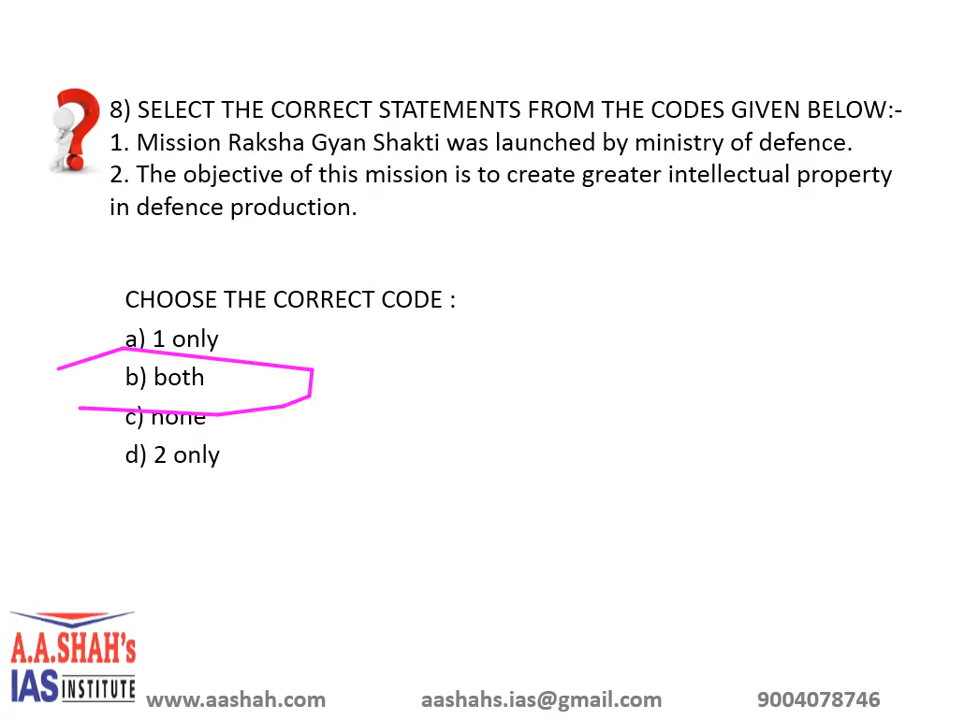 8) SELECT THE CORRECT STATEMENTS FROM THE CODES GIVEN BELOW:-
1. Mission Raksha Gyan Shakti was launched by ministry of defence.
2. The objective of this mission is to create greater intellectual property
in defence production.
CHOOSE THE CORRECT CODE :
a) 1 only
b) both
c) none
d) 2 only
A.A.SHAH'S
IAS INSTITUTE
www.aashah.com aashahs.ias@gmail.com 9004078746